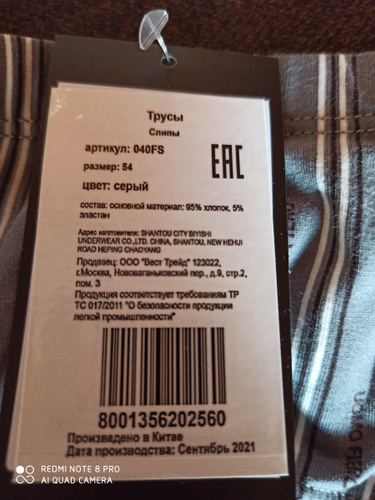 Трусы
Слипы
артикул: 040FS
размер: 54
цвет: серый
EAC
состав: основной материал: 95% хлопок, 5%
эластан
Адрес изготовителя: SHANTOU CITY BIYISHI
UNDERWEAR CO.,LTD. CHINA, SHANTOU, NEW HEHUI
ROAD HEPING CHAOYANG
Продавец: ООО "Вест Трейд" 123022,
г.Москва, Нововаганьковский пер., д.9, стр.2,
пом. 3
Продукция соответствует требованиям ТР
ТС 017/2011 "О безопасности продукции
легкой промышленности"
8001356202560
Произведено в Китае
Дата производства: Сентябрь 2021
REDMI NOTE 8 PRO
AI QUAD CAMERA